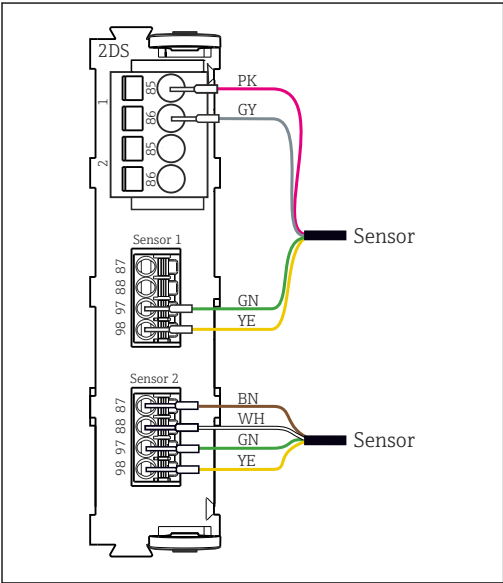 2DS
1
85
PK
86
GY
2
85
86
Sensor
Sensor 1
87
88
97
GN
98
YE
Sensor 2
87
BN
88
WH
97
GN
Sensor
98
YE